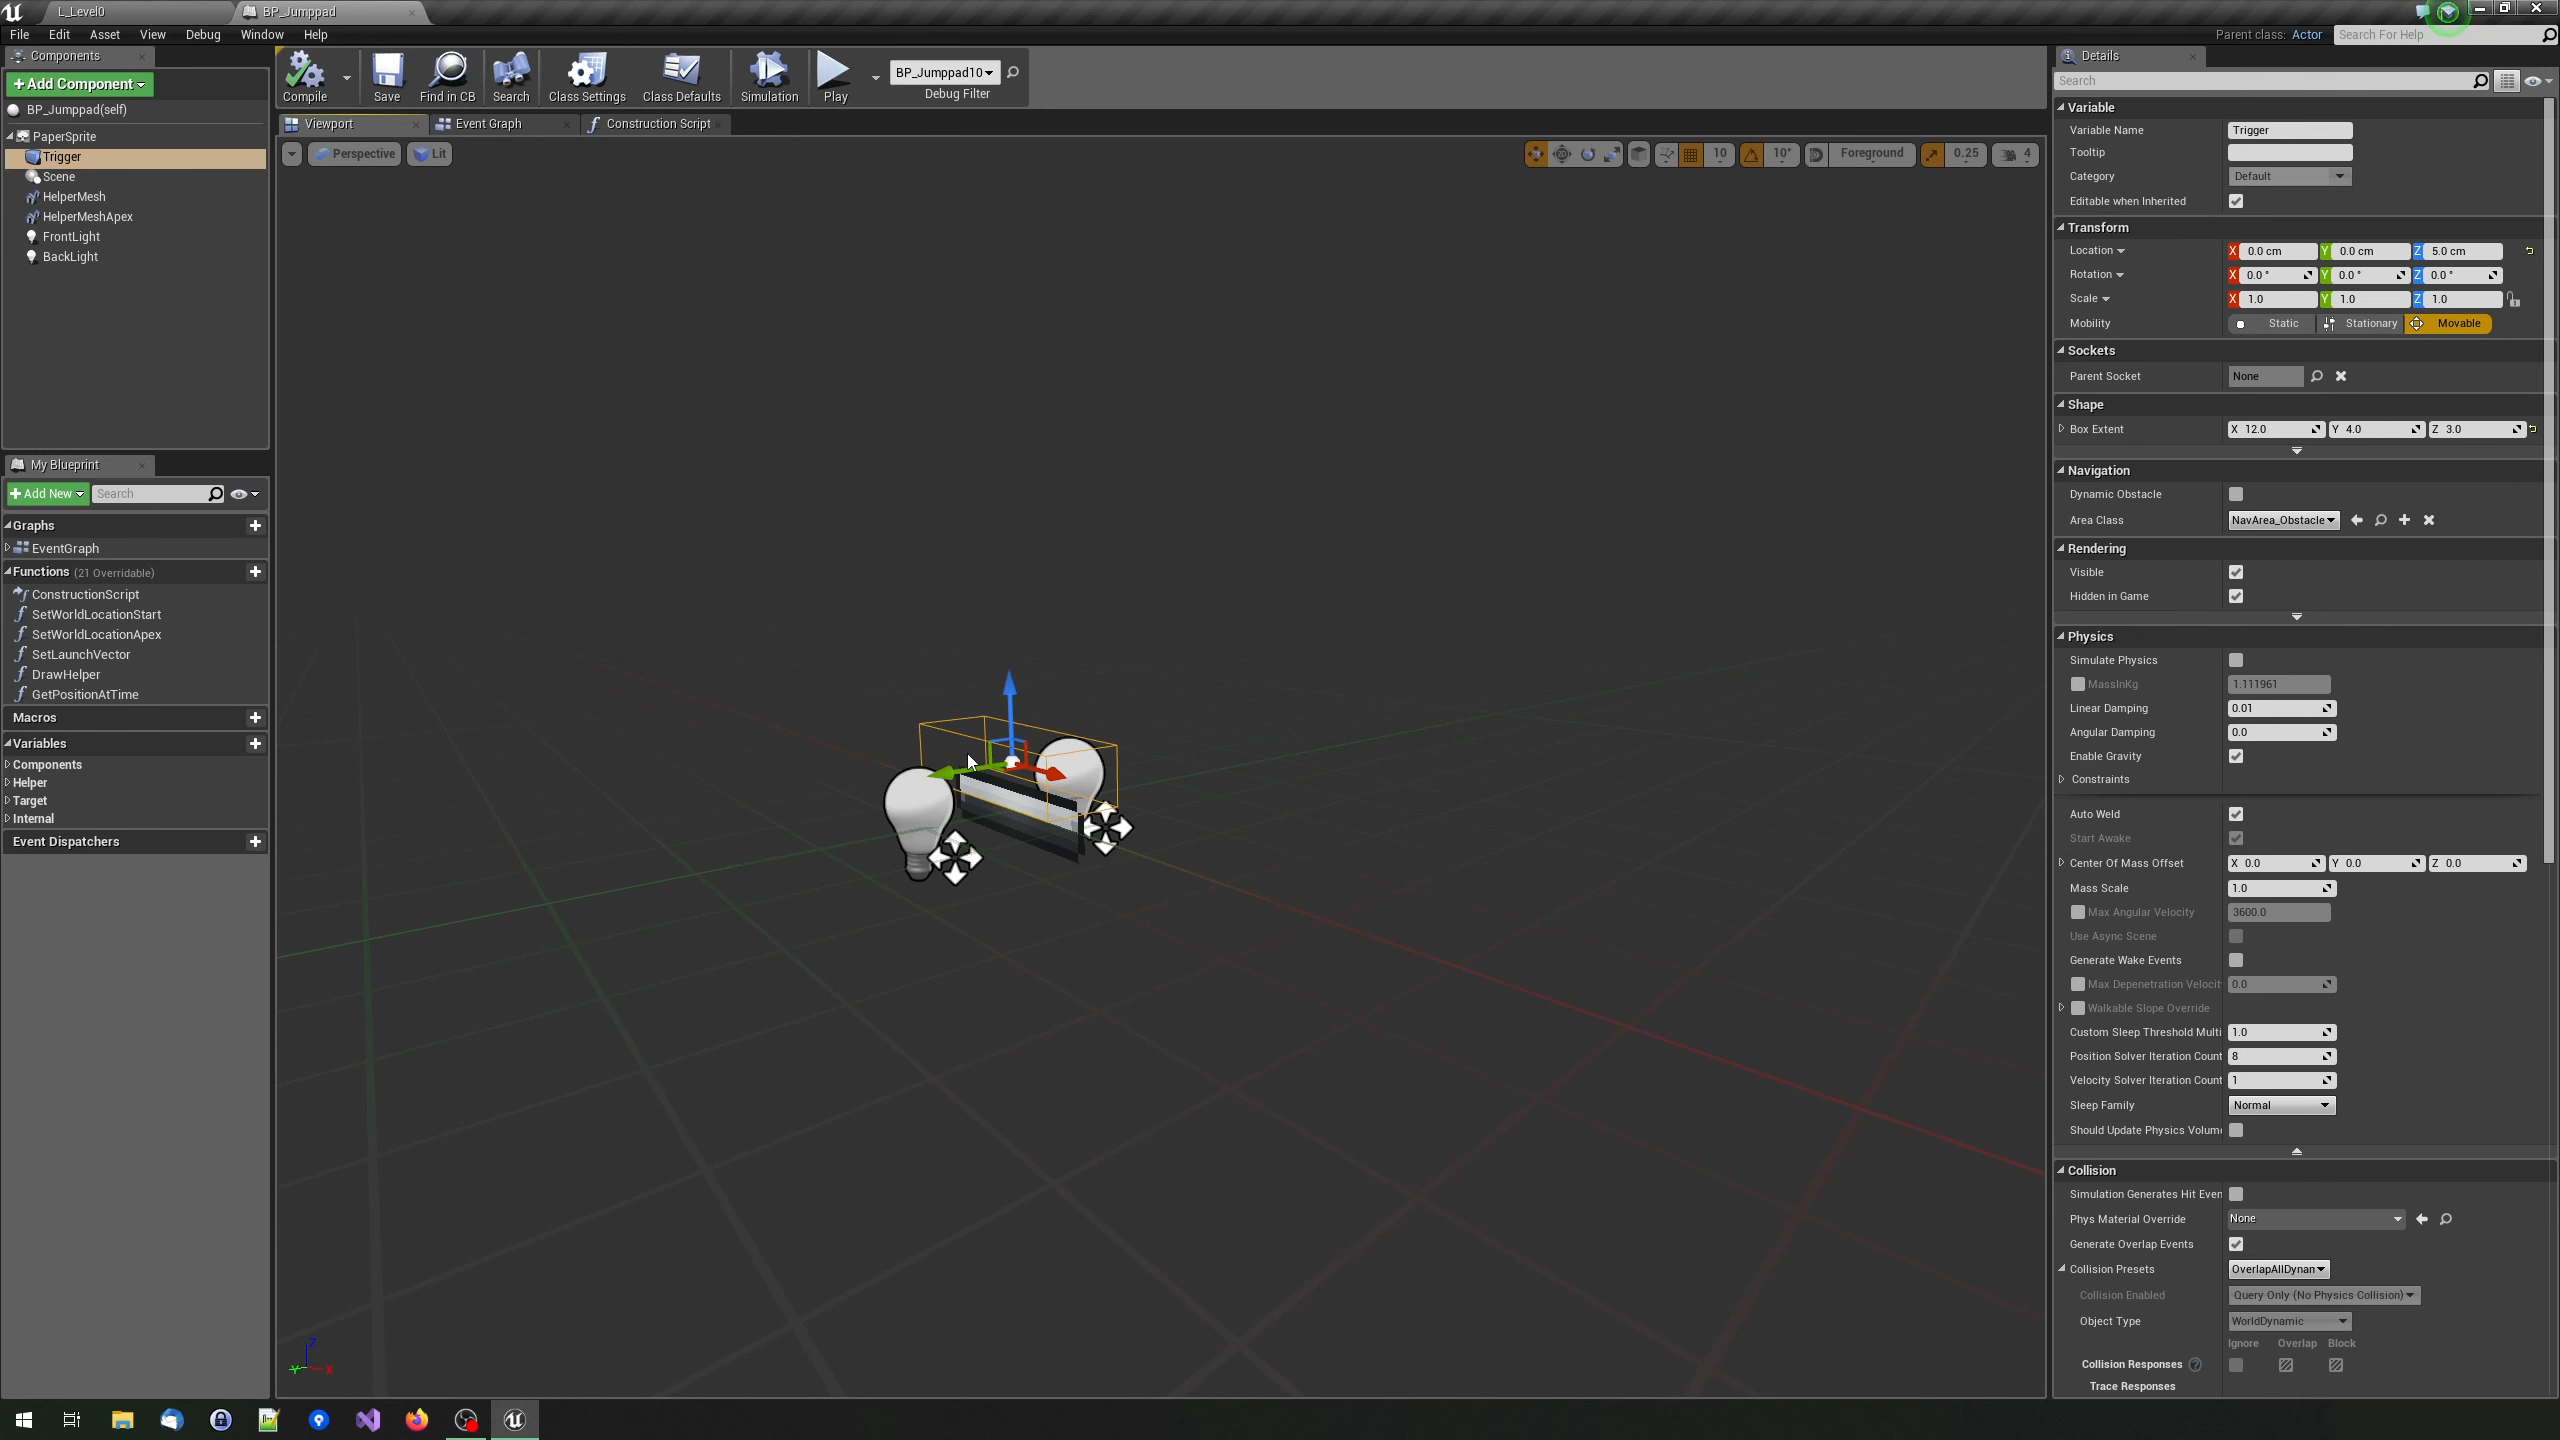 L_Level0
BP_Jumppad
File Edit Asset View Debug Window Help
Parent class: Actor
Search For Help
Components
+Add Component
BP_Jumppad(self)
PaperSprite
Trigger
Scene
HelperMesh
HelperMeshApex
FrontLight
BackLight
My Blueprint
+Add New
Search
Graphs
EventGraph
Functions (21 Overridable)
ConstructionScript
SetWorldLocationStart
SetWorldLocationApex
SetLaunchVector
DrawHelper
GetPositionAtTime
Macros
Variables
Components
Helper
Target
Internal
Event Dispatchers
Compile Save Find in CB Search Class Settings Class Defaults Simulation Play
BP_Jumppad10
Debug Filter
Viewport Event Graph Construction Script
Perspective Lit
10 10° Foreground 0.25 4
Z
Y X
Details
Search
Variable
Variable Name Trigger
Tooltip
Category Default
Editable when Inherited
Transform
Location X 0.0 cm Y 0.0 cm Z 5.0 cm
Rotation X 0.0 ° Y 0.0 ° Z 0.0 °
Scale X 1.0 Y 1.0 Z 1.0
Mobility Static Stationary Movable
Sockets
Parent Socket None
Shape
Box Extent X 12.0 Y 4.0 Z 3.0
Navigation
Dynamic Obstacle
Area Class NavArea_Obstacle
Rendering
Visible
Hidden in Game
Physics
Simulate Physics
MassInKg 1.111961
Linear Damping 0.01
Angular Damping 0.0
Enable Gravity
Constraints
Auto Weld
Start Awake
Center Of Mass Offset X 0.0 Y 0.0 Z 0.0
Mass Scale 1.0
Max Angular Velocity 3600.0
Use Async Scene
Generate Wake Events
Max Depenetration Velocit 0.0
Walkable Slope Override
Custom Sleep Threshold Multi 1.0
Position Solver Iteration Count 8
Velocity Solver Iteration Count 1
Sleep Family Normal
Should Update Physics Volum
Collision
Simulation Generates Hit Even
Phys Material Override None
Generate Overlap Events
Collision Presets OverlapAllDynan
Collision Enabled Query Only (No Physics Collision)
Object Type WorldDynamic
Ignore Overlap Block
Collision Responses ?
Trace Responses